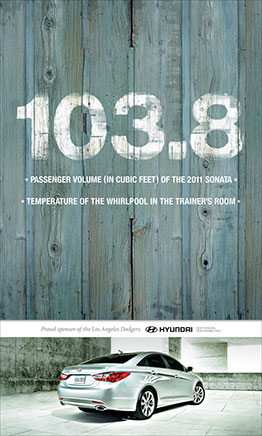 103.8
• PASSENGER VOLUME (IN CUBIC FEET) OF THE 2011 SONATA •
• TEMPERATURE OF THE WHIRLPOOL IN THE TRAINER'S ROOM •
Proud sponsor of the Los Angeles Dodgers. HYUNDAI